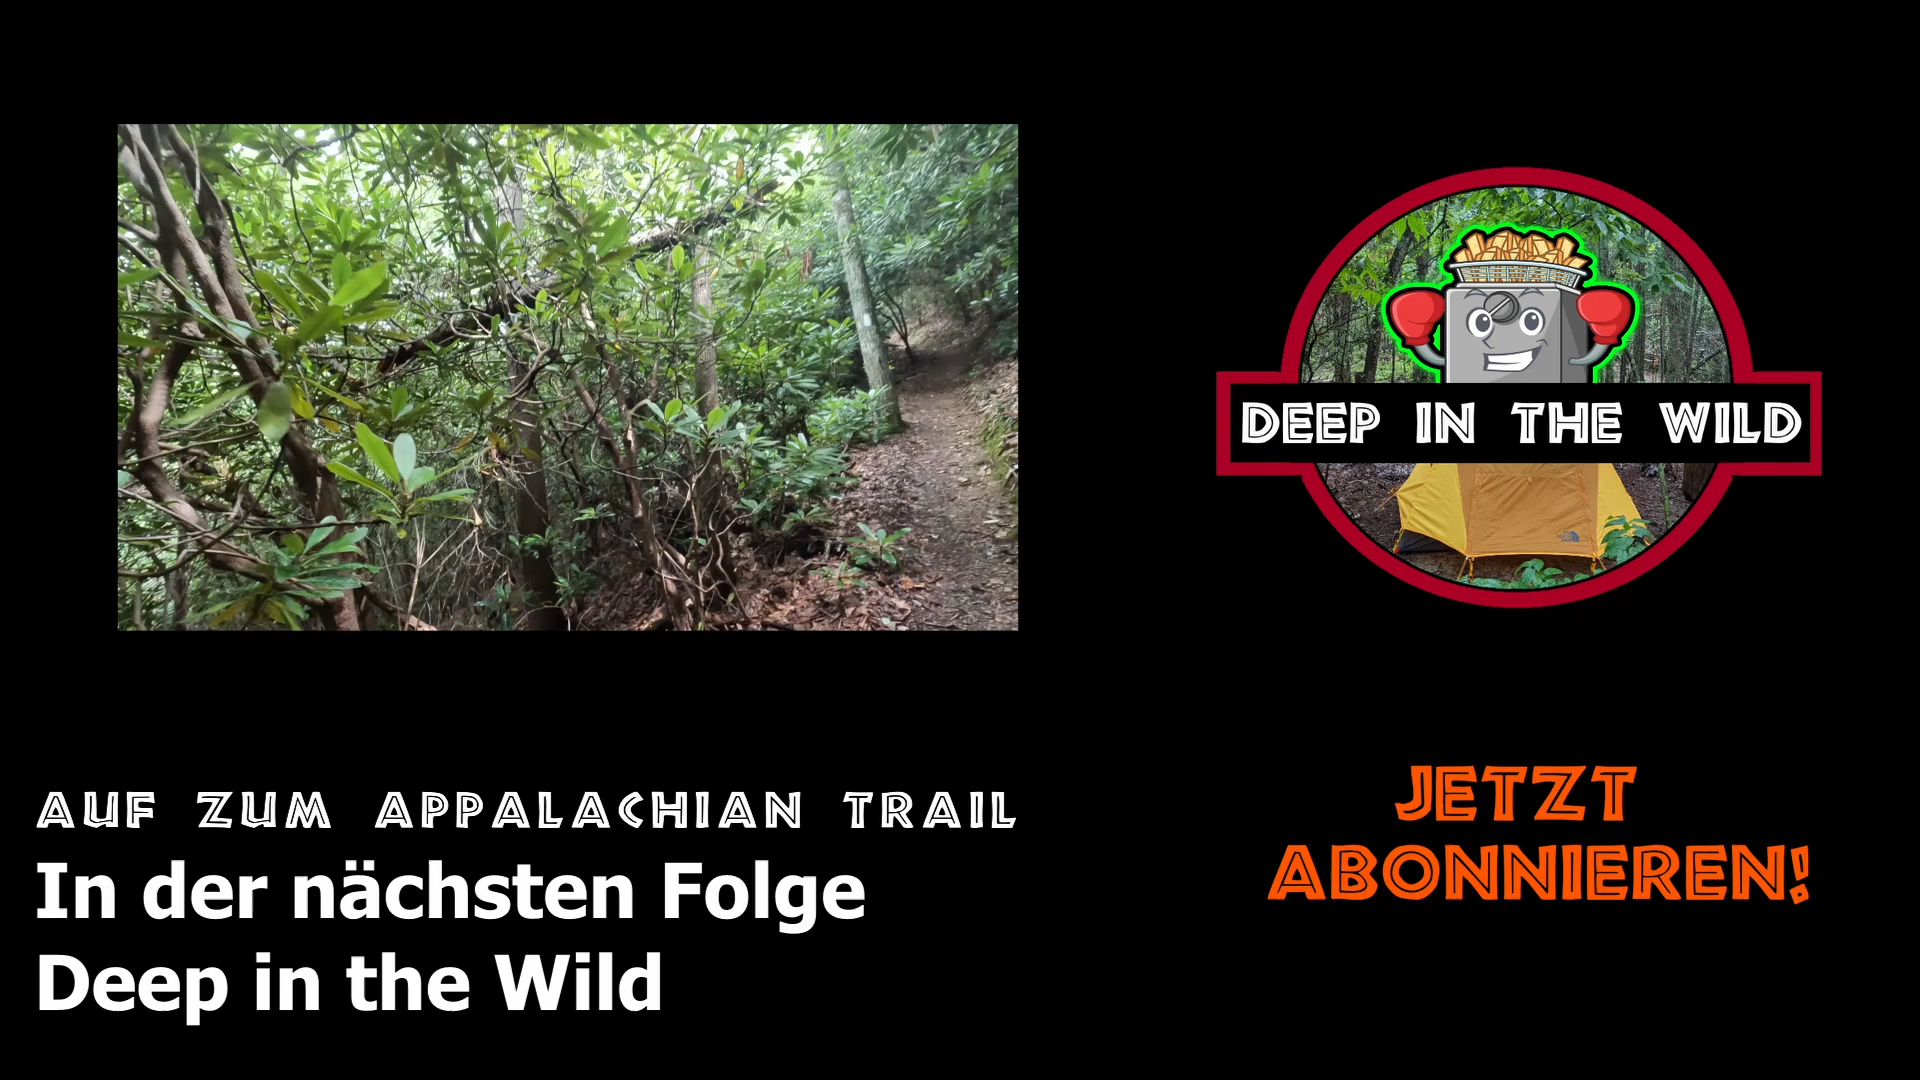 DEEP IN THE WILD
AUF ZUM APPALACHIAN TRAIL
In der nächsten Folge
Deep in the Wild
JETZT
ABONNIEREN!